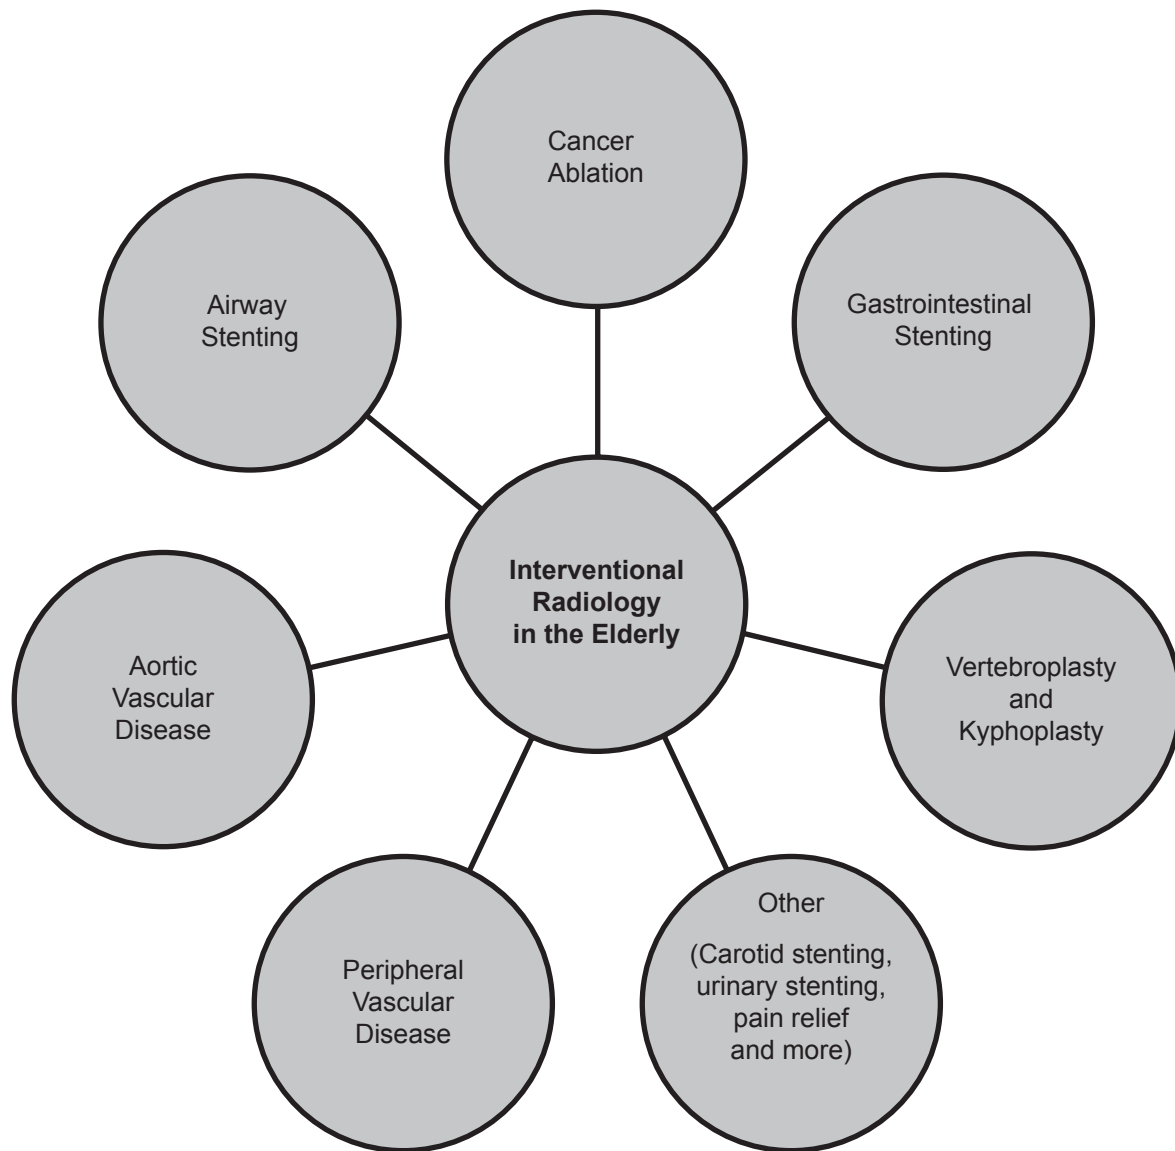 Cancer
Ablation
Airway
Stenting
Gastrointestinal
Stenting
Interventional
Radiology
in the Elderly
Aortic
Vascular
Disease
Vertebroplasty
and
Kyphoplasty
Peripheral
Vascular
Disease
Other
(Carotid stenting,
urinary stenting,
pain relief
and more)